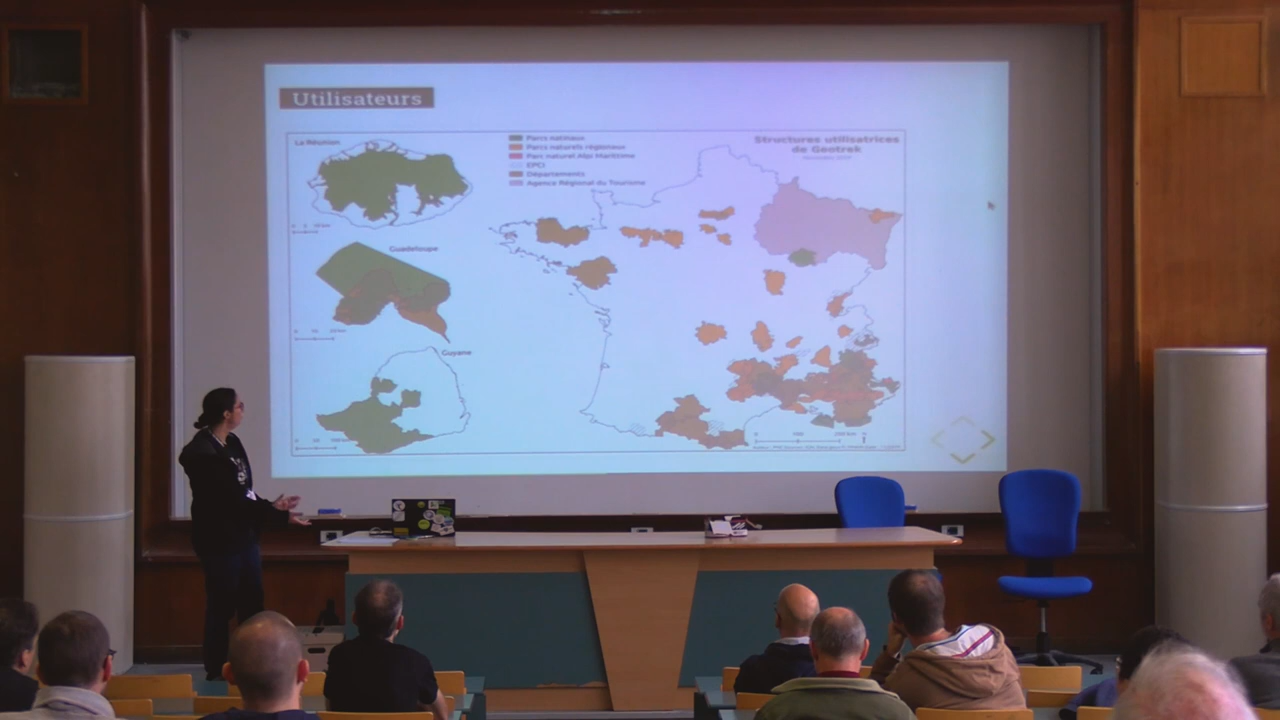 Utilisateurs
La Réunion
Parcs nationaux
Parcs naturels régionaux
Parc naturel Alpi Marittime
EPCI
Départements
Agence Régional du Tourisme
Structures utilisatrices
de Geotrek
Guadeloupe
Guyane